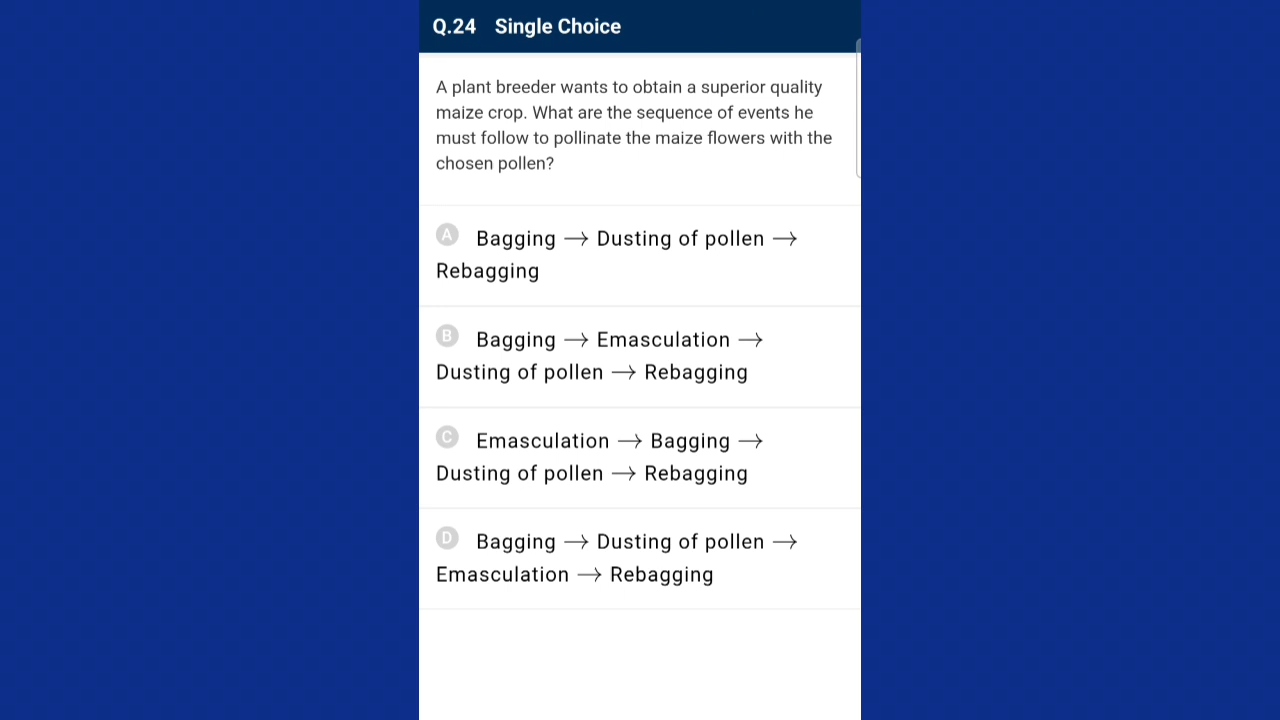 Q.24 Single Choice
A plant breeder wants to obtain a superior quality
maize crop. What are the sequence of events he
must follow to pollinate the maize flowers with the
chosen pollen?
A Bagging → Dusting of pollen →
Rebagging
B Bagging → Emasculation →
Dusting of pollen → Rebagging
C Emasculation → Bagging →
Dusting of pollen → Rebagging
D Bagging → Dusting of pollen →
Emasculation → Rebagging